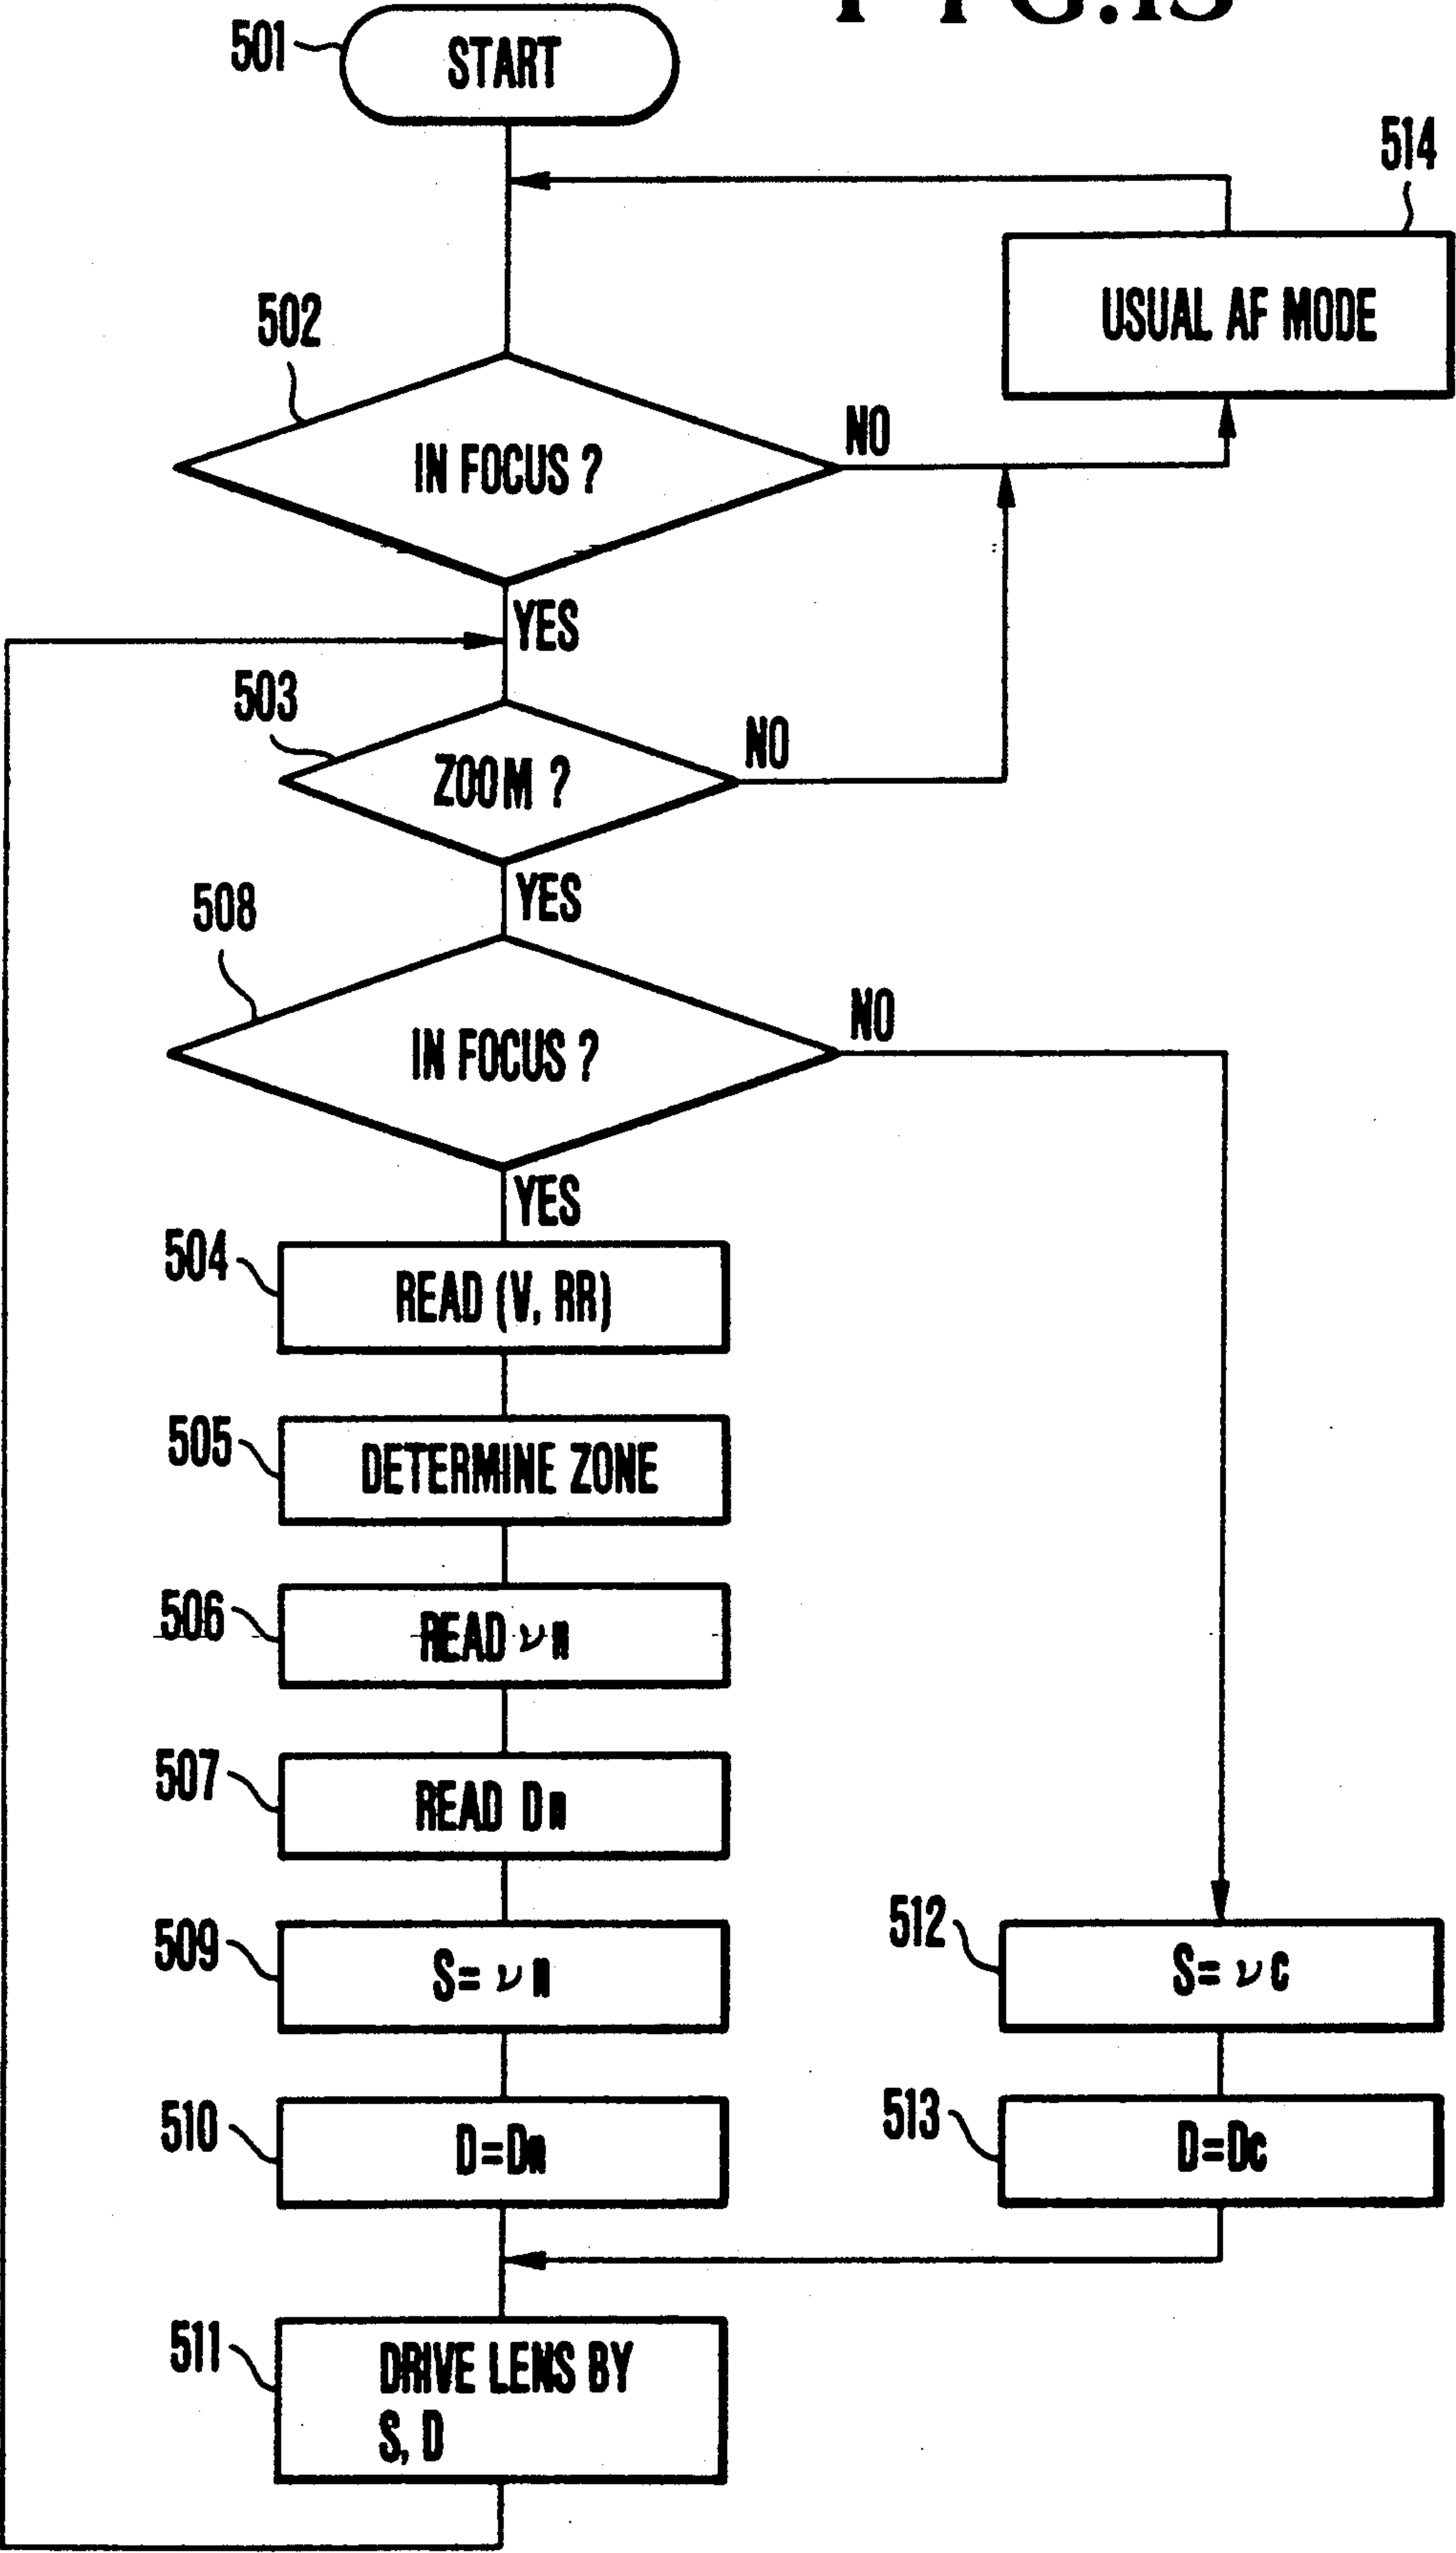 FIG.13
501
START
514
USUAL AF MODE
502
IN FOCUS ?
NO
YES
503
ZOOM ?
NO
YES
508
IN FOCUS ?
NO
YES
504
READ (V, RR)
505
DETERMINE ZONE
506
READ νn
507
READ Dn
509
S= νn
512
S= νc
510
D=Dn
513
D=Dc
511
DRIVE LENS BY
S, D